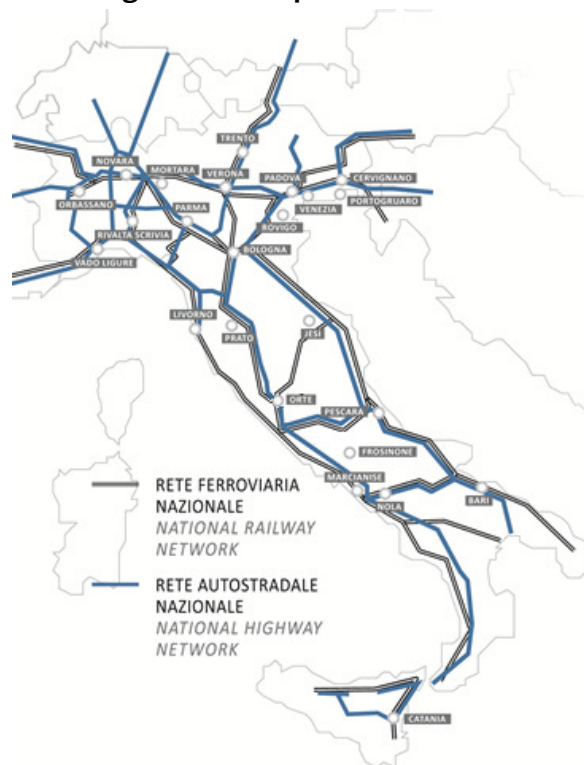 TRENTO
NOVARA
MORTARA
VERONA
PADOVA
CERVIGNANO
ORBASSANO
PARMA
VENEZIA
PORTOGRUARO
ROVIGO
RIVALTA SCRIVIA
BOLOGNA
VADO LIGURE
LIVORNO
PRATO
JESI
ORTE
PESCARA
FROSINONE
MARCIANISE
NOLA
BARI
RETE FERROVIARIA
NAZIONALE
NATIONAL RAILWAY
NETWORK
RETE AUTOSTRADALE
NAZIONALE
NATIONAL HIGHWAY
NETWORK
CATANIA